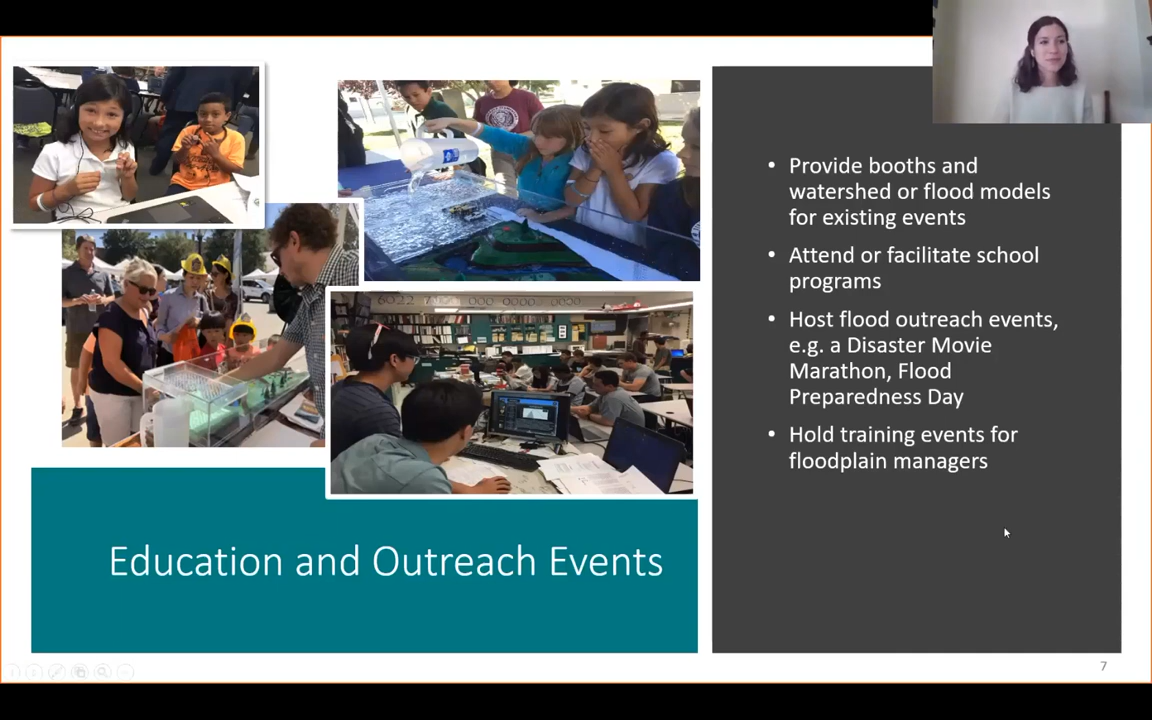 • Provide booths and
watershed or flood models
for existing events
• Attend or facilitate school
programs
• Host flood outreach events,
e.g. a Disaster Movie
Marathon, Flood
Preparedness Day
• Hold training events for
floodplain managers
Education and Outreach Events
7